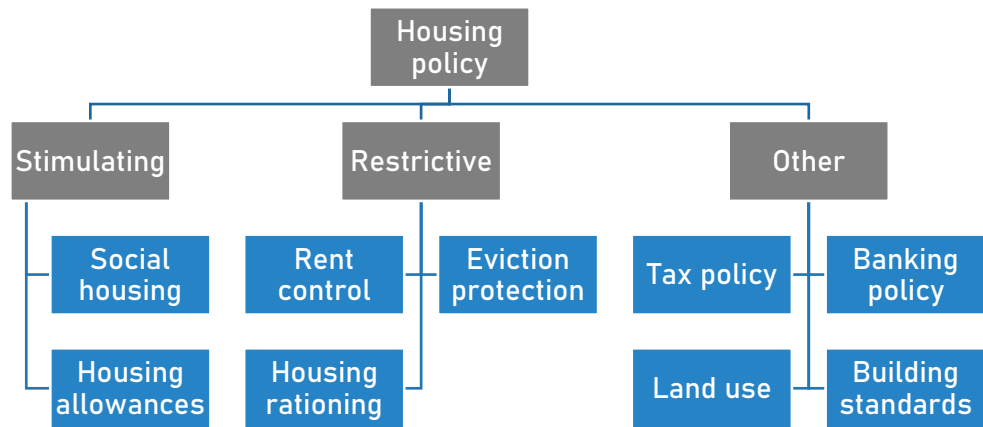 Housing
policy
Stimulating
Restrictive
Other
Social
housing
Rent
control
Eviction
protection
Tax policy
Banking
policy
Housing
allowances
Housing
rationing
Land use
Building
standards